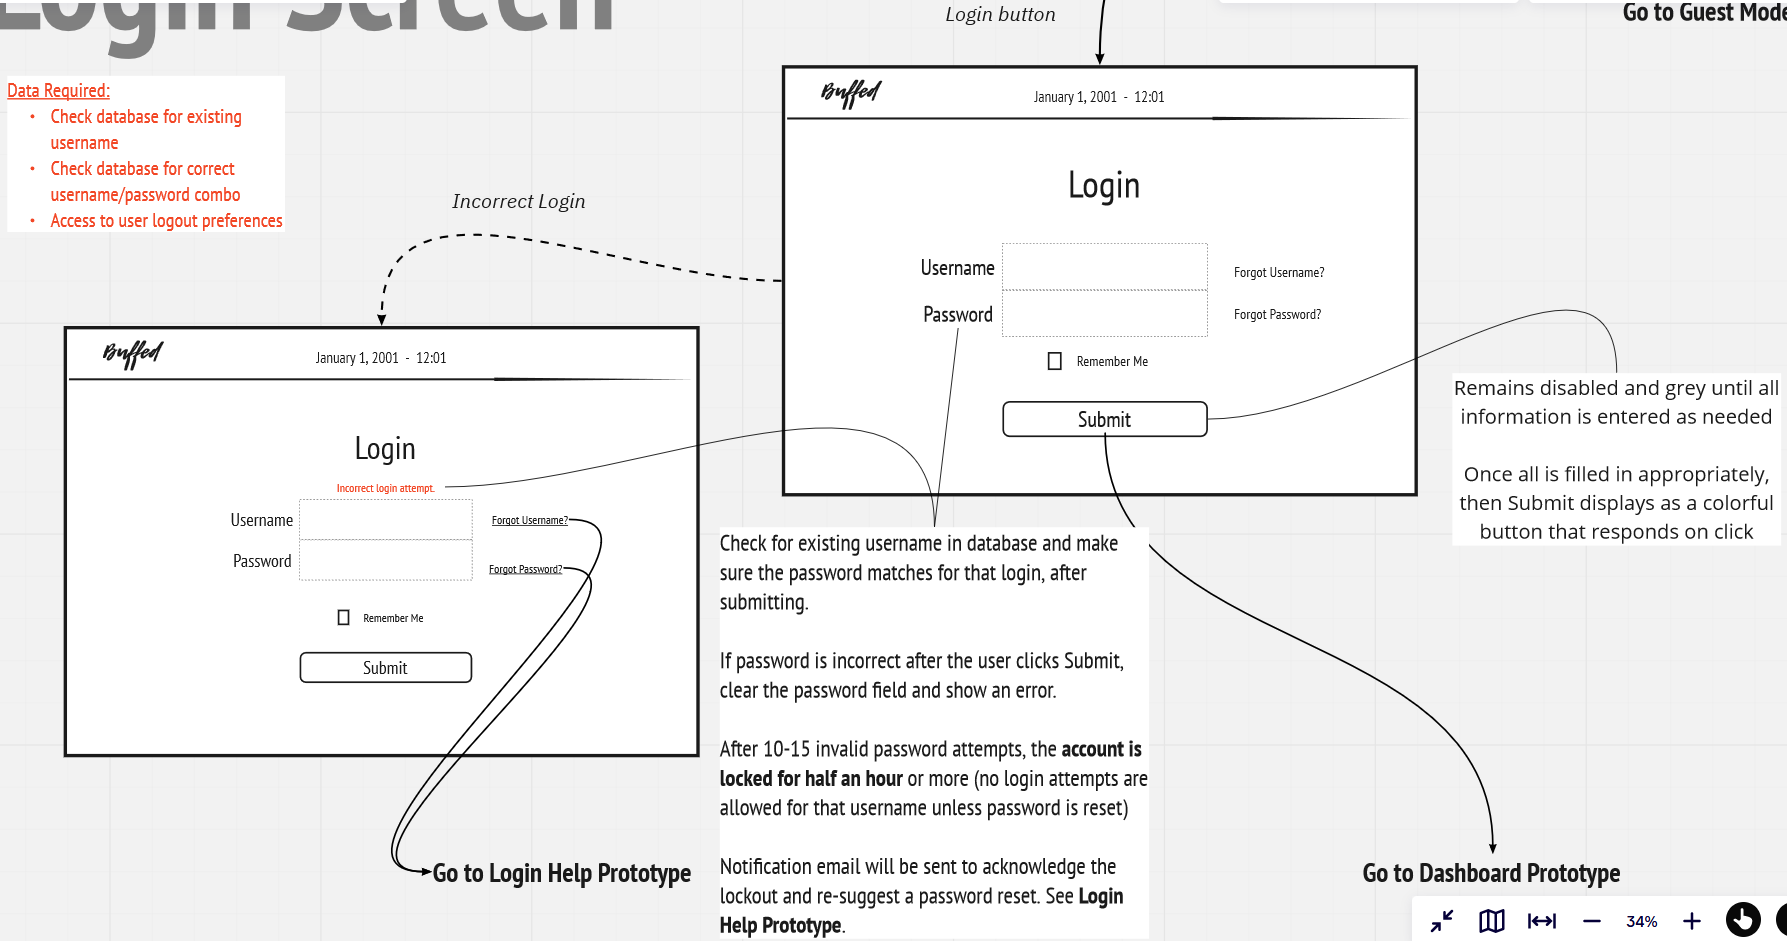 Login Screen
Login button
Go to Guest Mode
Data Required:
• Check database for existing
username
• Check database for correct
username/password combo
• Access to user logout preferences
Incorrect Login
Buffed
January 1, 2001 - 12:01
Login
Username
Forgot Username?
Password
Forgot Password?
Remember Me
Submit
Remains disabled and grey until all
information is entered as needed
Once all is filled in appropriately,
then Submit displays as a colorful
button that responds on click
Buffed
January 1, 2001 - 12:01
Login
Incorrect login attempt.
Username
Forgot Username?
Password
Forgot Password?
Remember Me
Submit
Go to Login Help Prototype
Check for existing username in database and make
sure the password matches for that login, after
submitting.
If password is incorrect after the user clicks Submit,
clear the password field and show an error.
After 10-15 invalid password attempts, the account is
locked for half an hour or more (no login attempts are
allowed for that username unless password is reset)
Notification email will be sent to acknowledge the
lockout and re-suggest a password reset. See Login
Help Prototype.
Go to Dashboard Prototype
34%